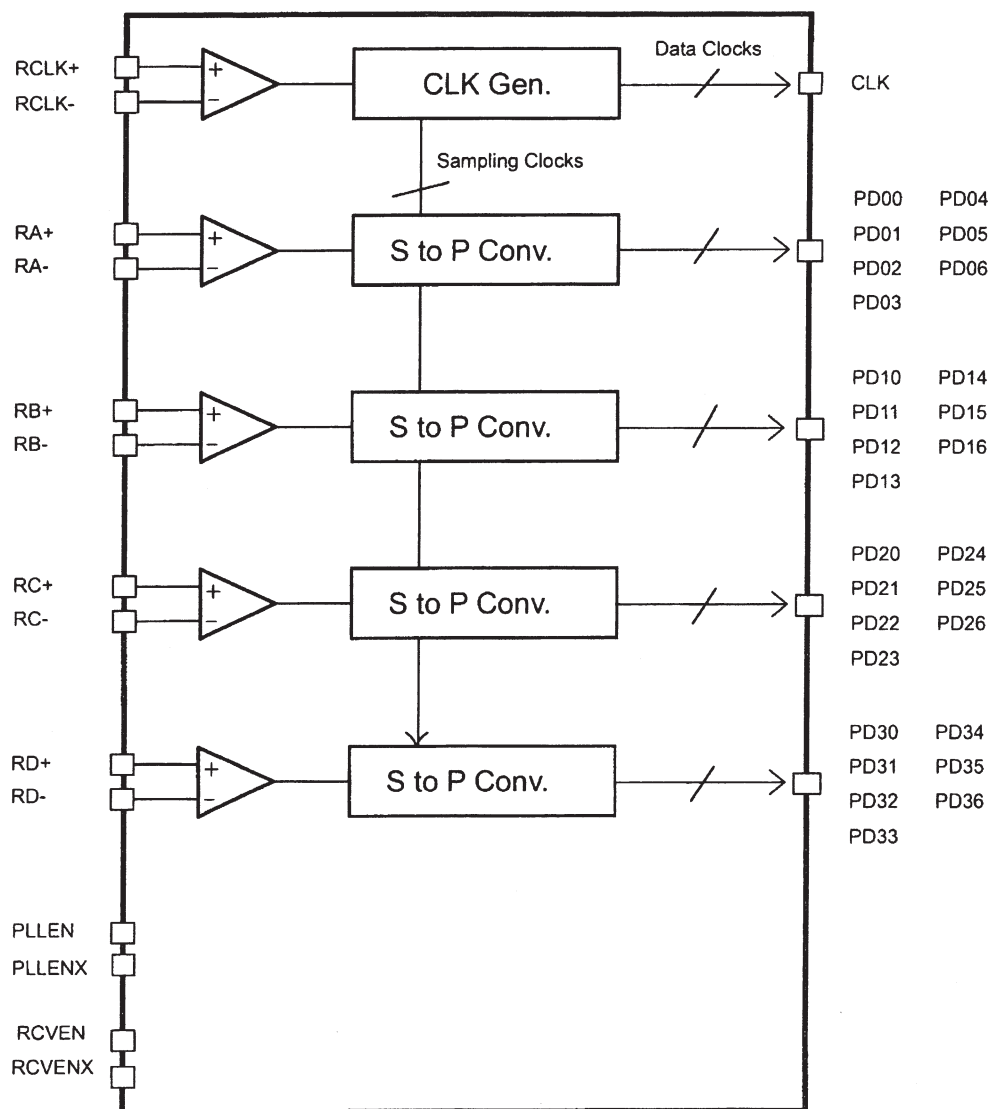 Data Clocks
RCLK+
RCLK-
+
−
CLK Gen.
CLK
Sampling Clocks
RA+
RA-
+
−
S to P Conv.
PD00 PD04
PD01 PD05
PD02 PD06
PD03
RB+
RB-
+
−
S to P Conv.
PD10 PD14
PD11 PD15
PD12 PD16
PD13
RC+
RC-
+
−
S to P Conv.
PD20 PD24
PD21 PD25
PD22 PD26
PD23
RD+
RD-
+
−
S to P Conv.
PD30 PD34
PD31 PD35
PD32 PD36
PD33
PLLEN
PLLENX
RCVEN
RCVENX